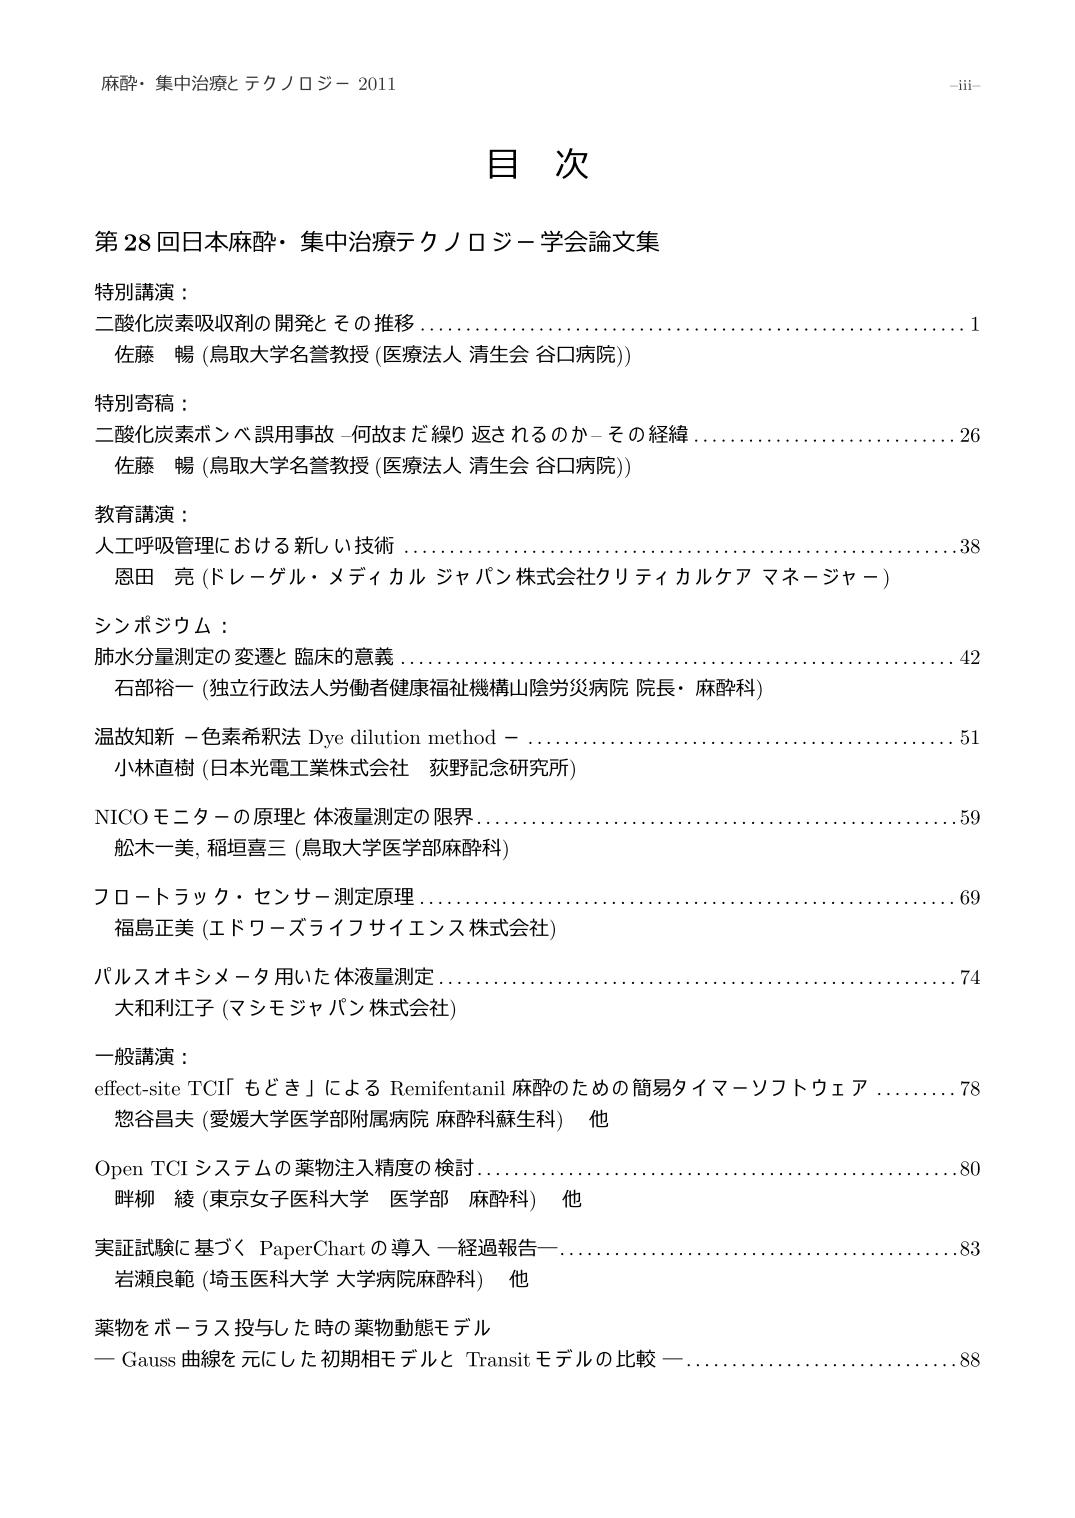 麻酔・集中治療とテクノロジー 2011 –iii–
目 次
第 28 回日本麻酔・集中治療テクノロジー学会論文集
特別講演：
二酸化炭素吸収剤の開発とその推移 1
佐藤 暢 (鳥取大学名誉教授 (医療法人 清生会 谷口病院))
特別寄稿：
二酸化炭素ボンベ誤用事故 –何故まだ繰り返されるのか– その経緯 26
佐藤 暢 (鳥取大学名誉教授 (医療法人 清生会 谷口病院))
教育講演：
人工呼吸管理における新しい技術 38
恩田 亮 (ドレーゲル・メディカル ジャパン株式会社クリティカルケア マネージャー)
シンポジウム：
肺水分量測定の変遷と臨床的意義 42
石部裕一 (独立行政法人労働者健康福祉機構山陰労災病院 院長・麻酔科)
温故知新 －色素希釈法 Dye dilution method － 51
小林直樹 (日本光電工業株式会社 荻野記念研究所)
NICO モニターの原理と体液量測定の限界 59
舩木一美, 稲垣喜三 (鳥取大学医学部麻酔科)
フロートラック・センサー測定原理 69
福島正美 (エドワーズライフサイエンス株式会社)
パルスオキシメータ用いた体液量測定 74
大和利江子 (マシモジャパン株式会社)
一般講演：
effect-site TCI「もどき」による Remifentanil 麻酔のための簡易タイマーソフトウェア 78
惣谷昌夫 (愛媛大学医学部附属病院 麻酔科蘇生科) 他
Open TCI システムの薬物注入精度の検討 80
畔柳 綾 (東京女子医科大学 医学部 麻酔科) 他
実証試験に基づく PaperChart の導入 —経過報告— 83
岩瀬良範 (埼玉医科大学 大学病院麻酔科) 他
薬物をボーラス投与した時の薬物動態モデル
— Gauss 曲線を元にした初期相モデルと Transit モデルの比較 — 88